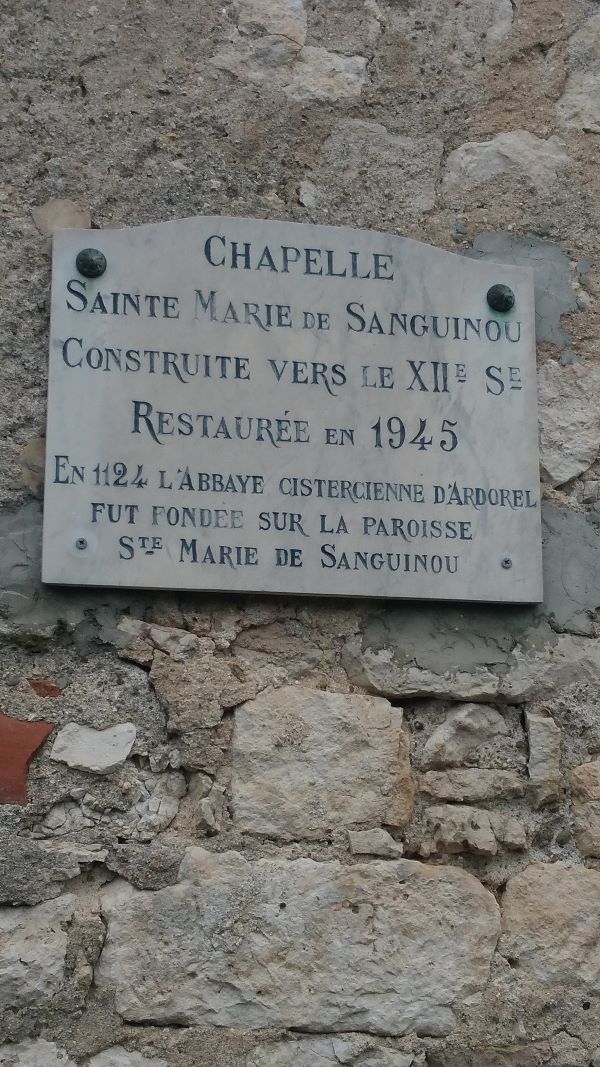 CHAPELLE
SAINTE MARIE DE SANGUINOU
CONSTRUITE VERS LE XIIE SE
RESTAURÉE EN 1945
EN 1124 L'ABBAYE CISTERCIENNE D'ARDOREL
FUT FONDÉE SUR LA PAROISSE
STE MARIE DE SANGUINOU